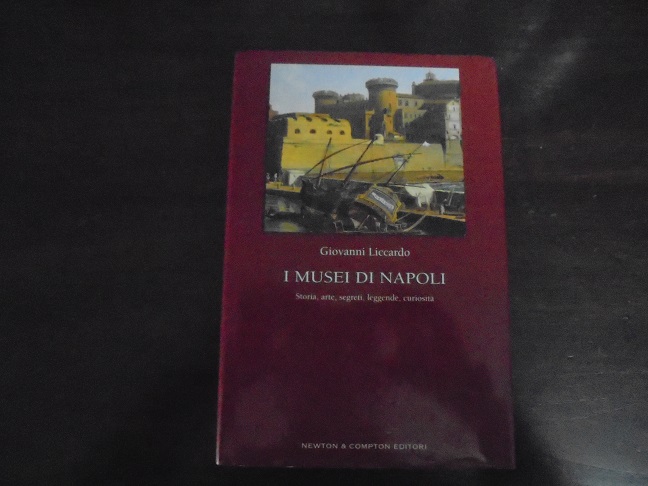 Giovanni Liccardo
I MUSEI DI NAPOLI
Storia, arte, segreti, leggende, curiosità
NEWTON & COMPTON EDITORI